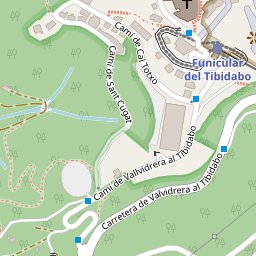 Camí de Cal Totxo
Funicular
del Tibidabo
Camí de Sant Cugat
Camí de Vallvidrera al Tibidabo
Carretera de Vallvidrera al Tibidabo